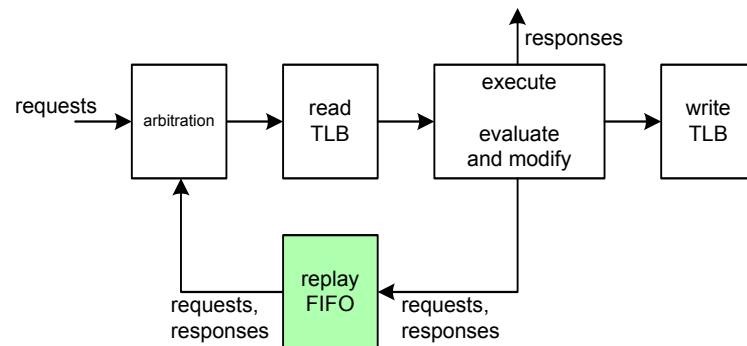 responses
requests
arbitration
read
TLB
execute
evaluate
and modify
write
TLB
replay
FIFO
requests,
responses
requests,
responses